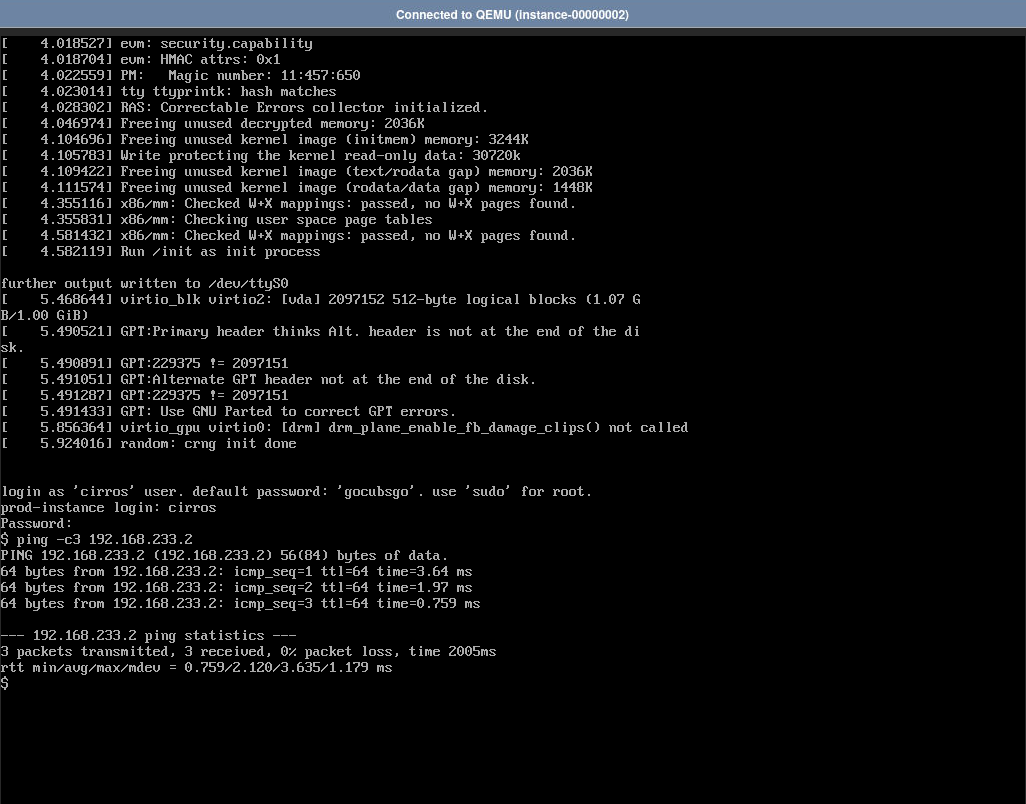 Connected to QEMU (instance-00000002)
[    4.018527] evm: security.capability
[    4.018704] evm: HMAC attrs: 0x1
[    4.022559] PM:   Magic number: 11:457:650
[    4.023014] tty ttyprintk: hash matches
[    4.028302] RAS: Correctable Errors collector initialized.
[    4.046974] Freeing unused decrypted memory: 2036K
[    4.104696] Freeing unused kernel image (initmem) memory: 3244K
[    4.105783] Write protecting the kernel read-only data: 30720k
[    4.109422] Freeing unused kernel image (text/rodata gap) memory: 2036K
[    4.111574] Freeing unused kernel image (rodata/data gap) memory: 1448K
[    4.355116] x86/mm: Checked W+X mappings: passed, no W+X pages found.
[    4.355831] x86/mm: Checking user space page tables
[    4.581432] x86/mm: Checked W+X mappings: passed, no W+X pages found.
[    4.582119] Run /init as init process
further output written to /dev/ttyS0
[    5.468644] virtio_blk virtio2: [vda] 2097152 512-byte logical blocks (1.07 G
B/1.00 GiB)
[    5.490521] GPT:Primary header thinks Alt. header is not at the end of the di
sk.
[    5.490891] GPT:229375 != 2097151
[    5.491051] GPT:Alternate GPT header not at the end of the disk.
[    5.491287] GPT:229375 != 2097151
[    5.491433] GPT: Use GNU Parted to correct GPT errors.
[    5.856364] virtio_gpu virtio0: [drm] drm_plane_enable_fb_damage_clips() not called
[    5.924016] random: crng init done
login as 'cirros' user. default password: 'gocubsgo'. use 'sudo' for root.
prod-instance login: cirros
Password:
$ ping -c3 192.168.233.2
PING 192.168.233.2 (192.168.233.2) 56(84) bytes of data.
64 bytes from 192.168.233.2: icmp_seq=1 ttl=64 time=3.64 ms
64 bytes from 192.168.233.2: icmp_seq=2 ttl=64 time=1.97 ms
64 bytes from 192.168.233.2: icmp_seq=3 ttl=64 time=0.759 ms
--- 192.168.233.2 ping statistics ---
3 packets transmitted, 3 received, 0% packet loss, time 2005ms
rtt min/avg/max/mdev = 0.759/2.120/3.635/1.179 ms
$